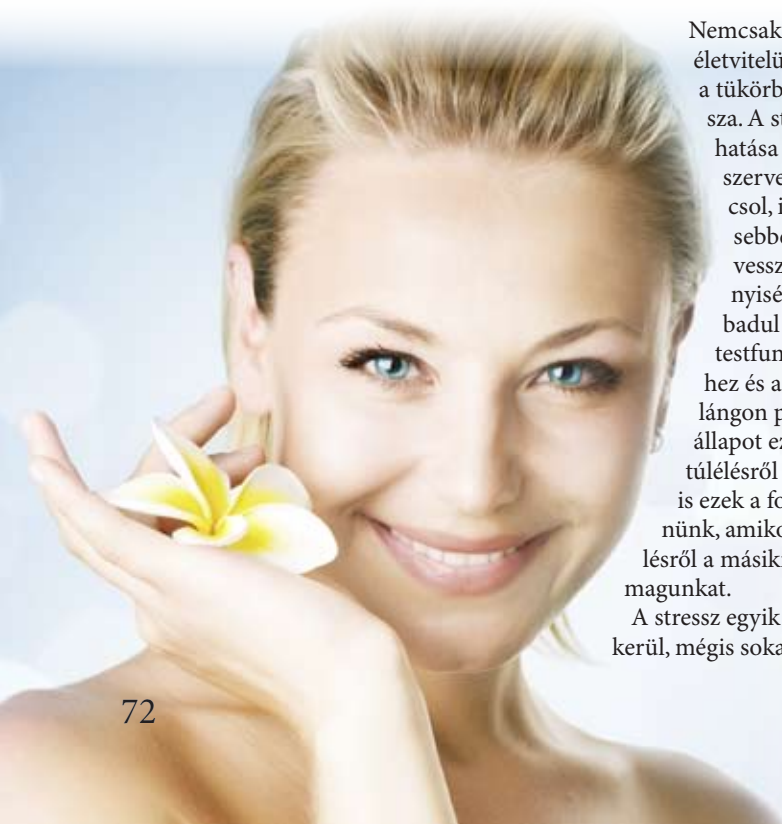 Nemcsak
életvitelü
a tükörb
sza. A st
hatása
szerve
csol, i
sebbe
vessz
nyisé
badul
testfun
hez és a
lángon p
állapot ez
túlélésről
is ezek a fo
nünk, amiko
lésről a másik
magunkat.
A stressz egyik
kerül, mégis soka
72